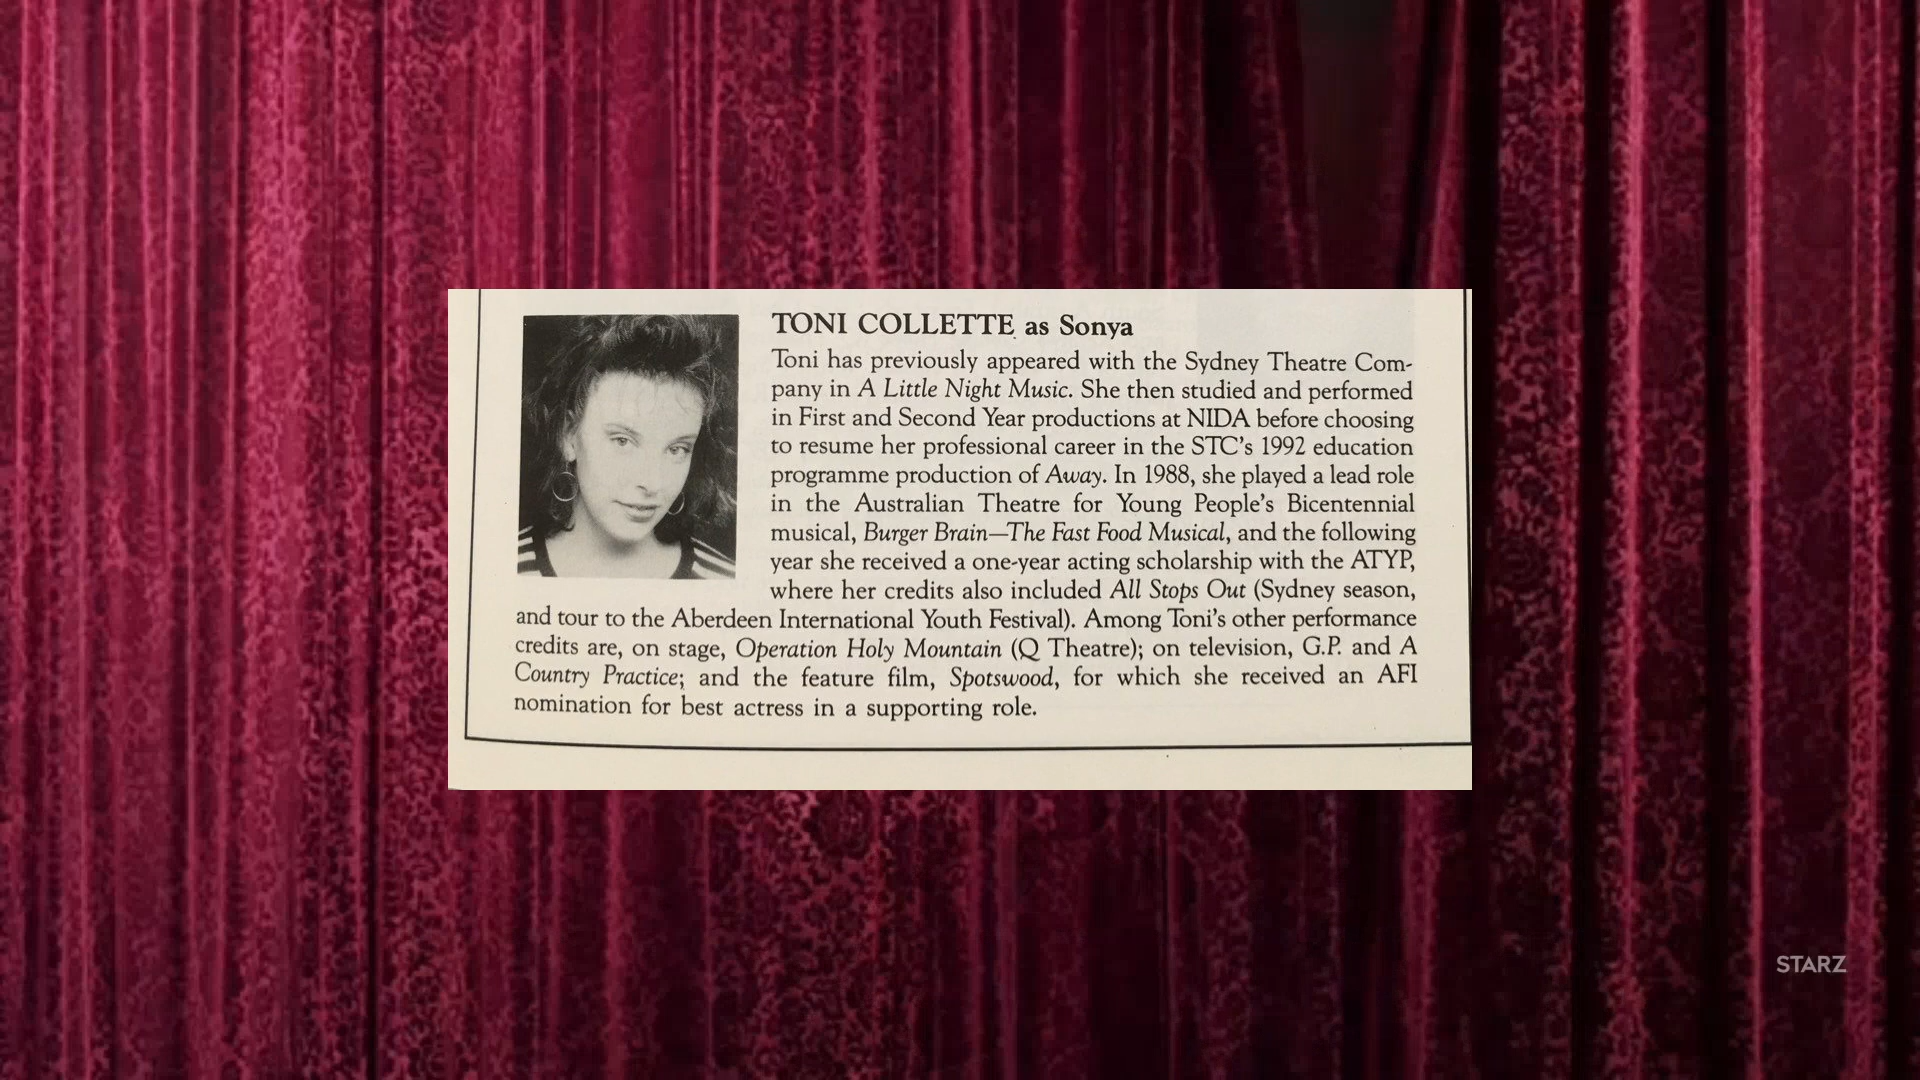 TONI COLLETTE as Sonya
Toni has previously appeared with the Sydney Theatre Com-
pany in A Little Night Music. She then studied and performed
in First and Second Year productions at NIDA before choosing
to resume her professional career in the STC's 1992 education
programme production of Away. In 1988, she played a lead role
in the Australian Theatre for Young People's Bicentennial
musical, Burger Brain—The Fast Food Musical, and the following
year she received a one-year acting scholarship with the ATYP,
where her credits also included All Stops Out (Sydney season,
and tour to the Aberdeen International Youth Festival). Among Toni's other performance
credits are, on stage, Operation Holy Mountain (Q Theatre); on television, G.P. and A
Country Practice; and the feature film, Spotswood, for which she received an AFI
nomination for best actress in a supporting role.
STARZ